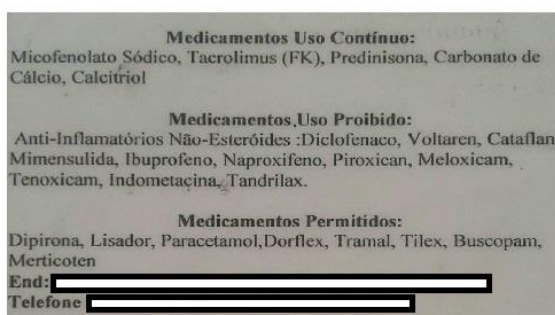 Medicamentos Uso Contínuo:
Micofenolato Sódico, Tacrolimus (FK), Predinisona, Carbonato de
Cálcio, Calcitriol
Medicamentos Uso Proibido:
Anti-Inflamatórios Não-Esteróides :Diclofenaco, Voltaren, Cataflan
Mimensulida, Ibuprofeno, Naproxifeno, Piroxican, Meloxicam,
Tenoxicam, Indometacina, Tandrilax.
Medicamentos Permitidos:
Dipirona, Lisador, Paracetamol,Dorflex, Tramal, Tilex, Buscopam,
Merticoten
End:
Telefone